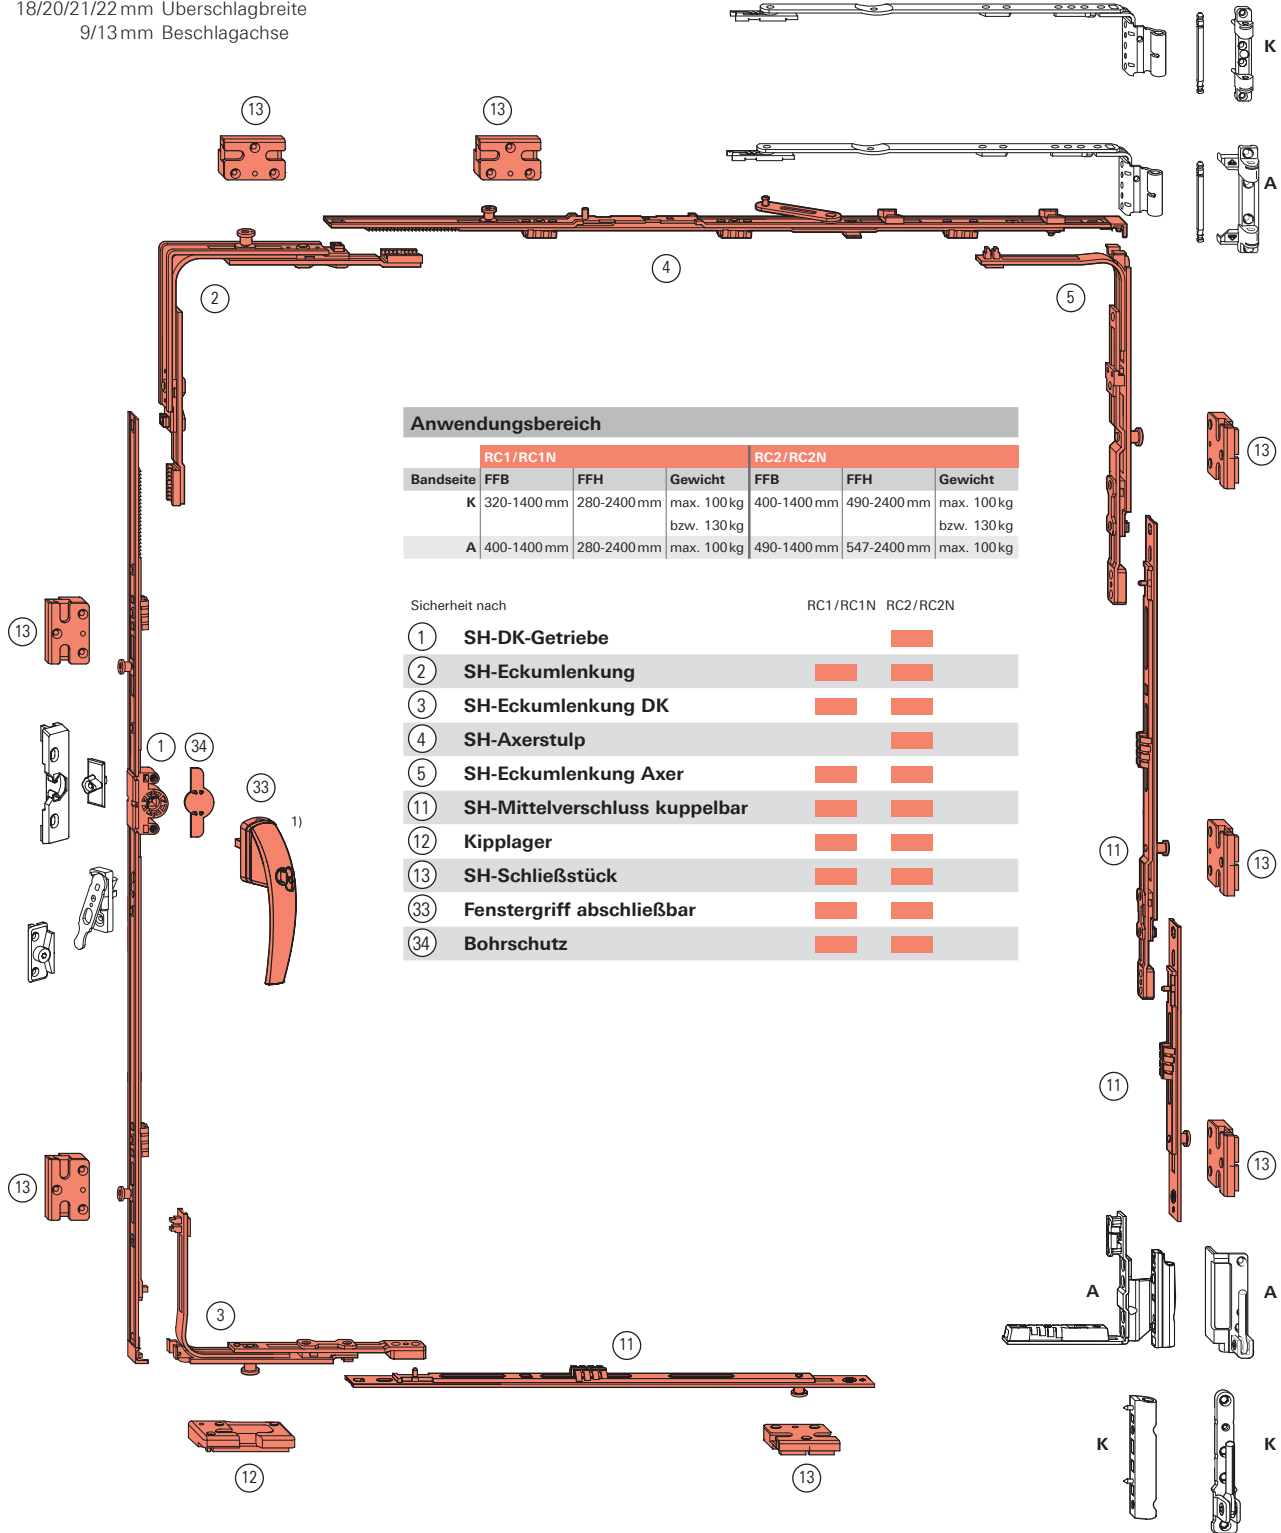 18/20/21/22 mm Überschlagbreite
9/13 mm Beschlagachse
K
13
13
A
2
4
5
Anwendungsbereich
RC1/RC1N RC2/RC2N
Bandseite FFB FFH Gewicht FFB FFH Gewicht
K 320-1400 mm 280-2400 mm max. 100 kg 400-1400 mm 490-2400 mm max. 100 kg
bzw. 130 kg bzw. 130 kg
A 400-1400 mm 280-2400 mm max. 100 kg 490-1400 mm 547-2400 mm max. 100 kg
13
Sicherheit nach RC1/RC1N RC2/RC2N
1 SH-DK-Getriebe
2 SH-Eckumlenkung
3 SH-Eckumlenkung DK
4 SH-Axerstulp
5 SH-Eckumlenkung Axer
11 SH-Mittelverschluss kuppelbar
12 Kipplager
13 SH-Schließstück
33 Fenstergriff abschließbar
34 Bohrschutz
13
1
34
33
1)
11
13
11
13
13
A
A
3
11
K
K
12
13